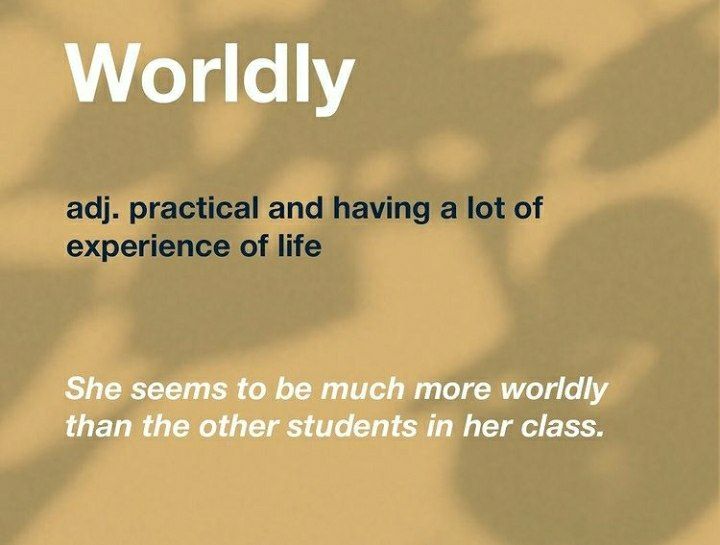 Worldly
adj. practical and having a lot of
experience of life
She seems to be much more worldly
than the other students in her class.